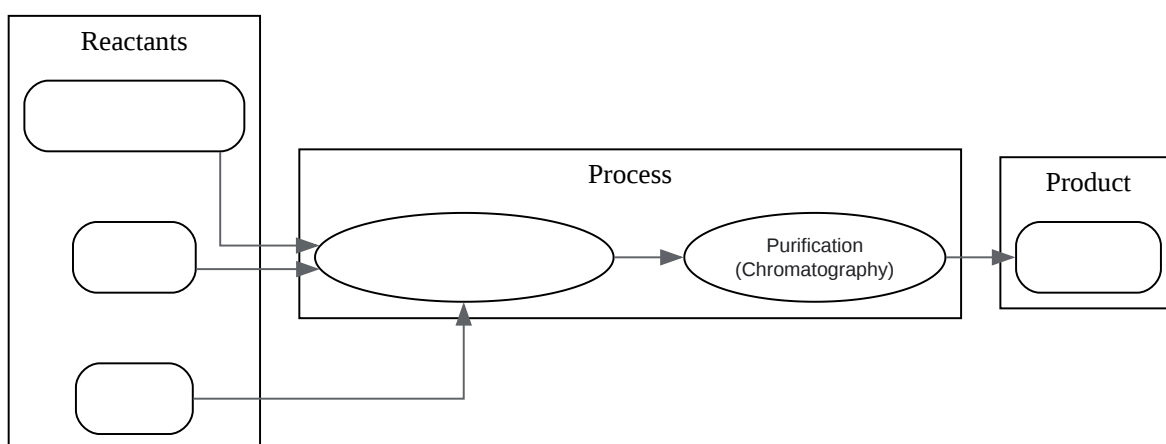 Reactants
Process
Product
Purification
(Chromatography)